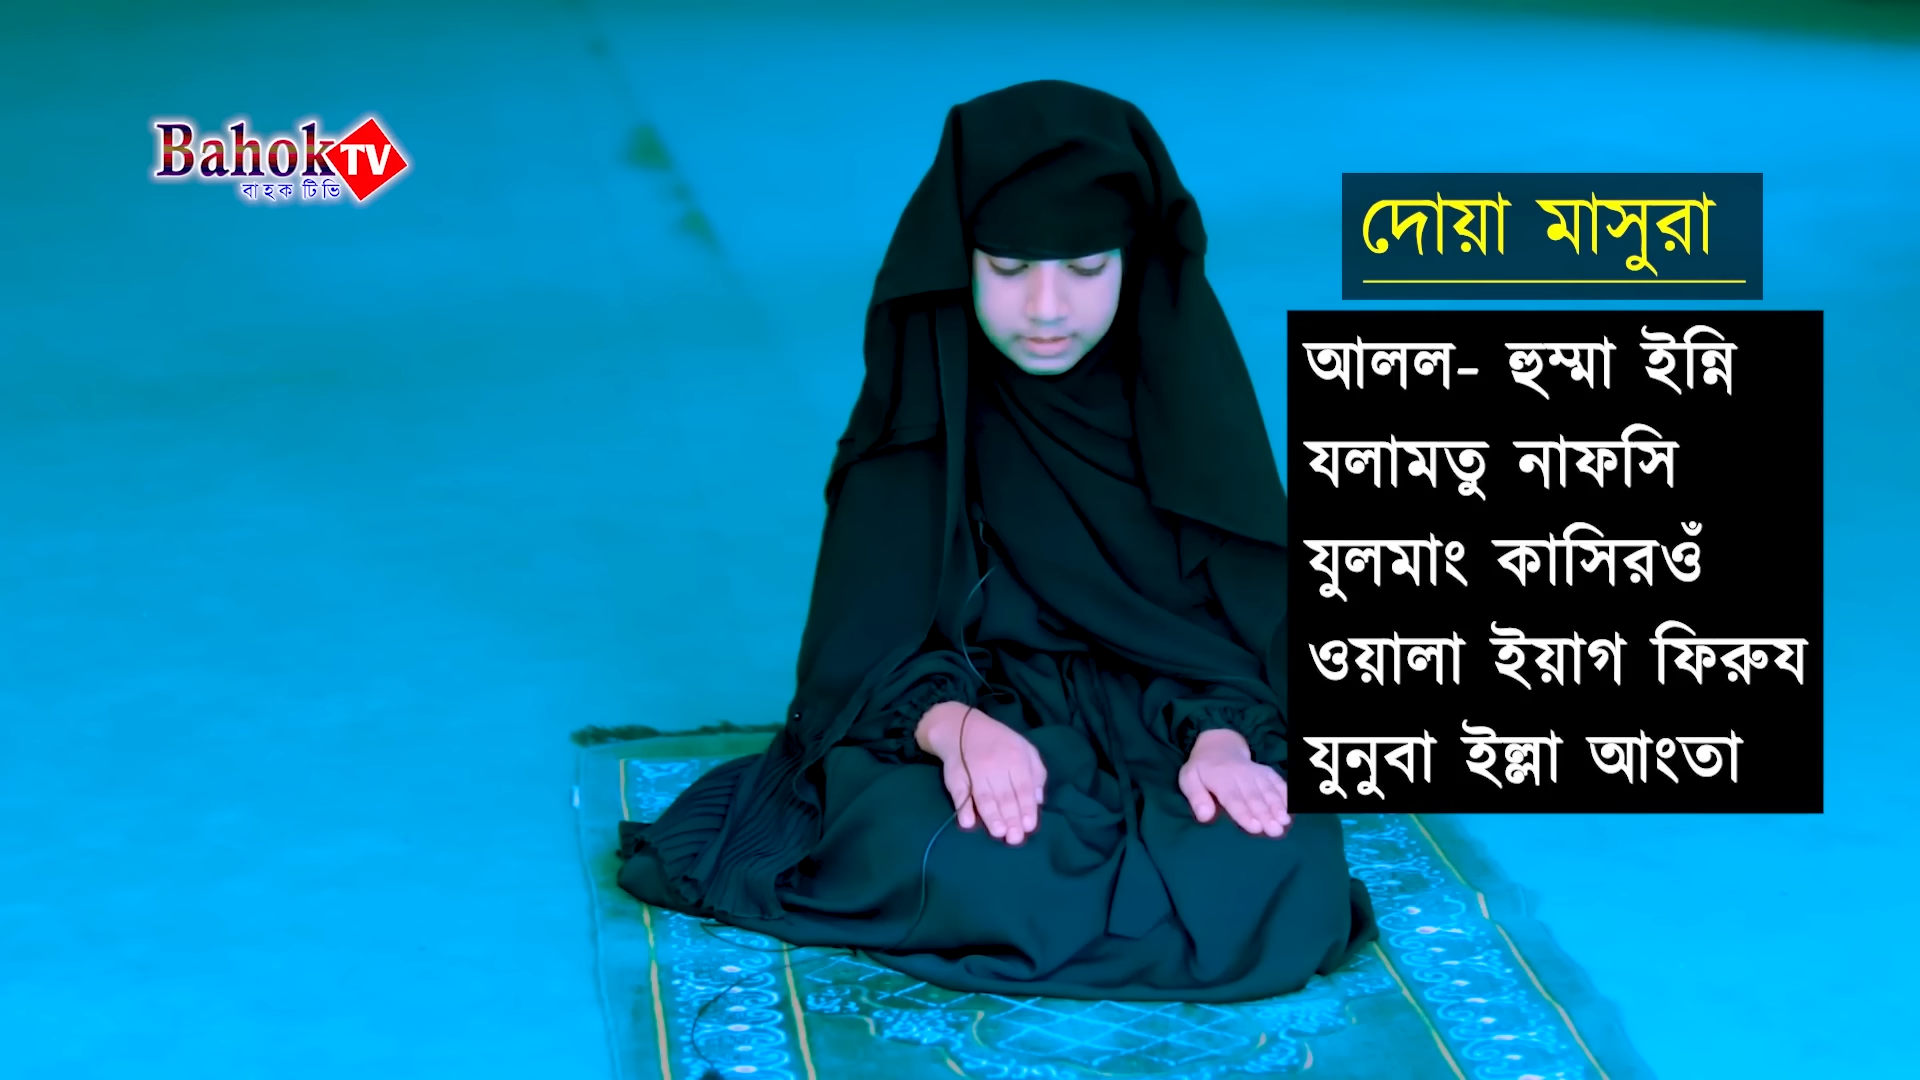 Bahok TV
বাহক টিভি
দোয়া মাসুরা
আলল- হুম্মা ইন্নি
যলামতু নাফসি
যুলমাং কাসিরওঁ
ওয়ালা ইয়াগ ফিরুয
যুনুবা ইল্লা আংতা